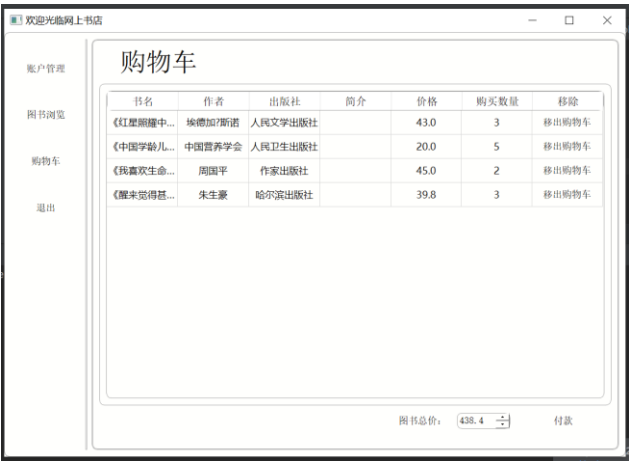 欢迎光临网上书店
账户管理
图书浏览
购物车
退出
购物车
书名 作者 出版社 简介 价格 购买数量 移除
《红星照耀中... 埃德加?斯诺 人民文学出版社 43.0 3 移出购物车
《中国学龄儿... 中国营养学会 人民卫生出版社 20.0 5 移出购物车
《我喜欢生命... 周国平 作家出版社 45.0 2 移出购物车
《醒来觉得甚... 朱生豪 哈尔滨出版社 39.8 3 移出购物车
图书总价： 438.4 付款